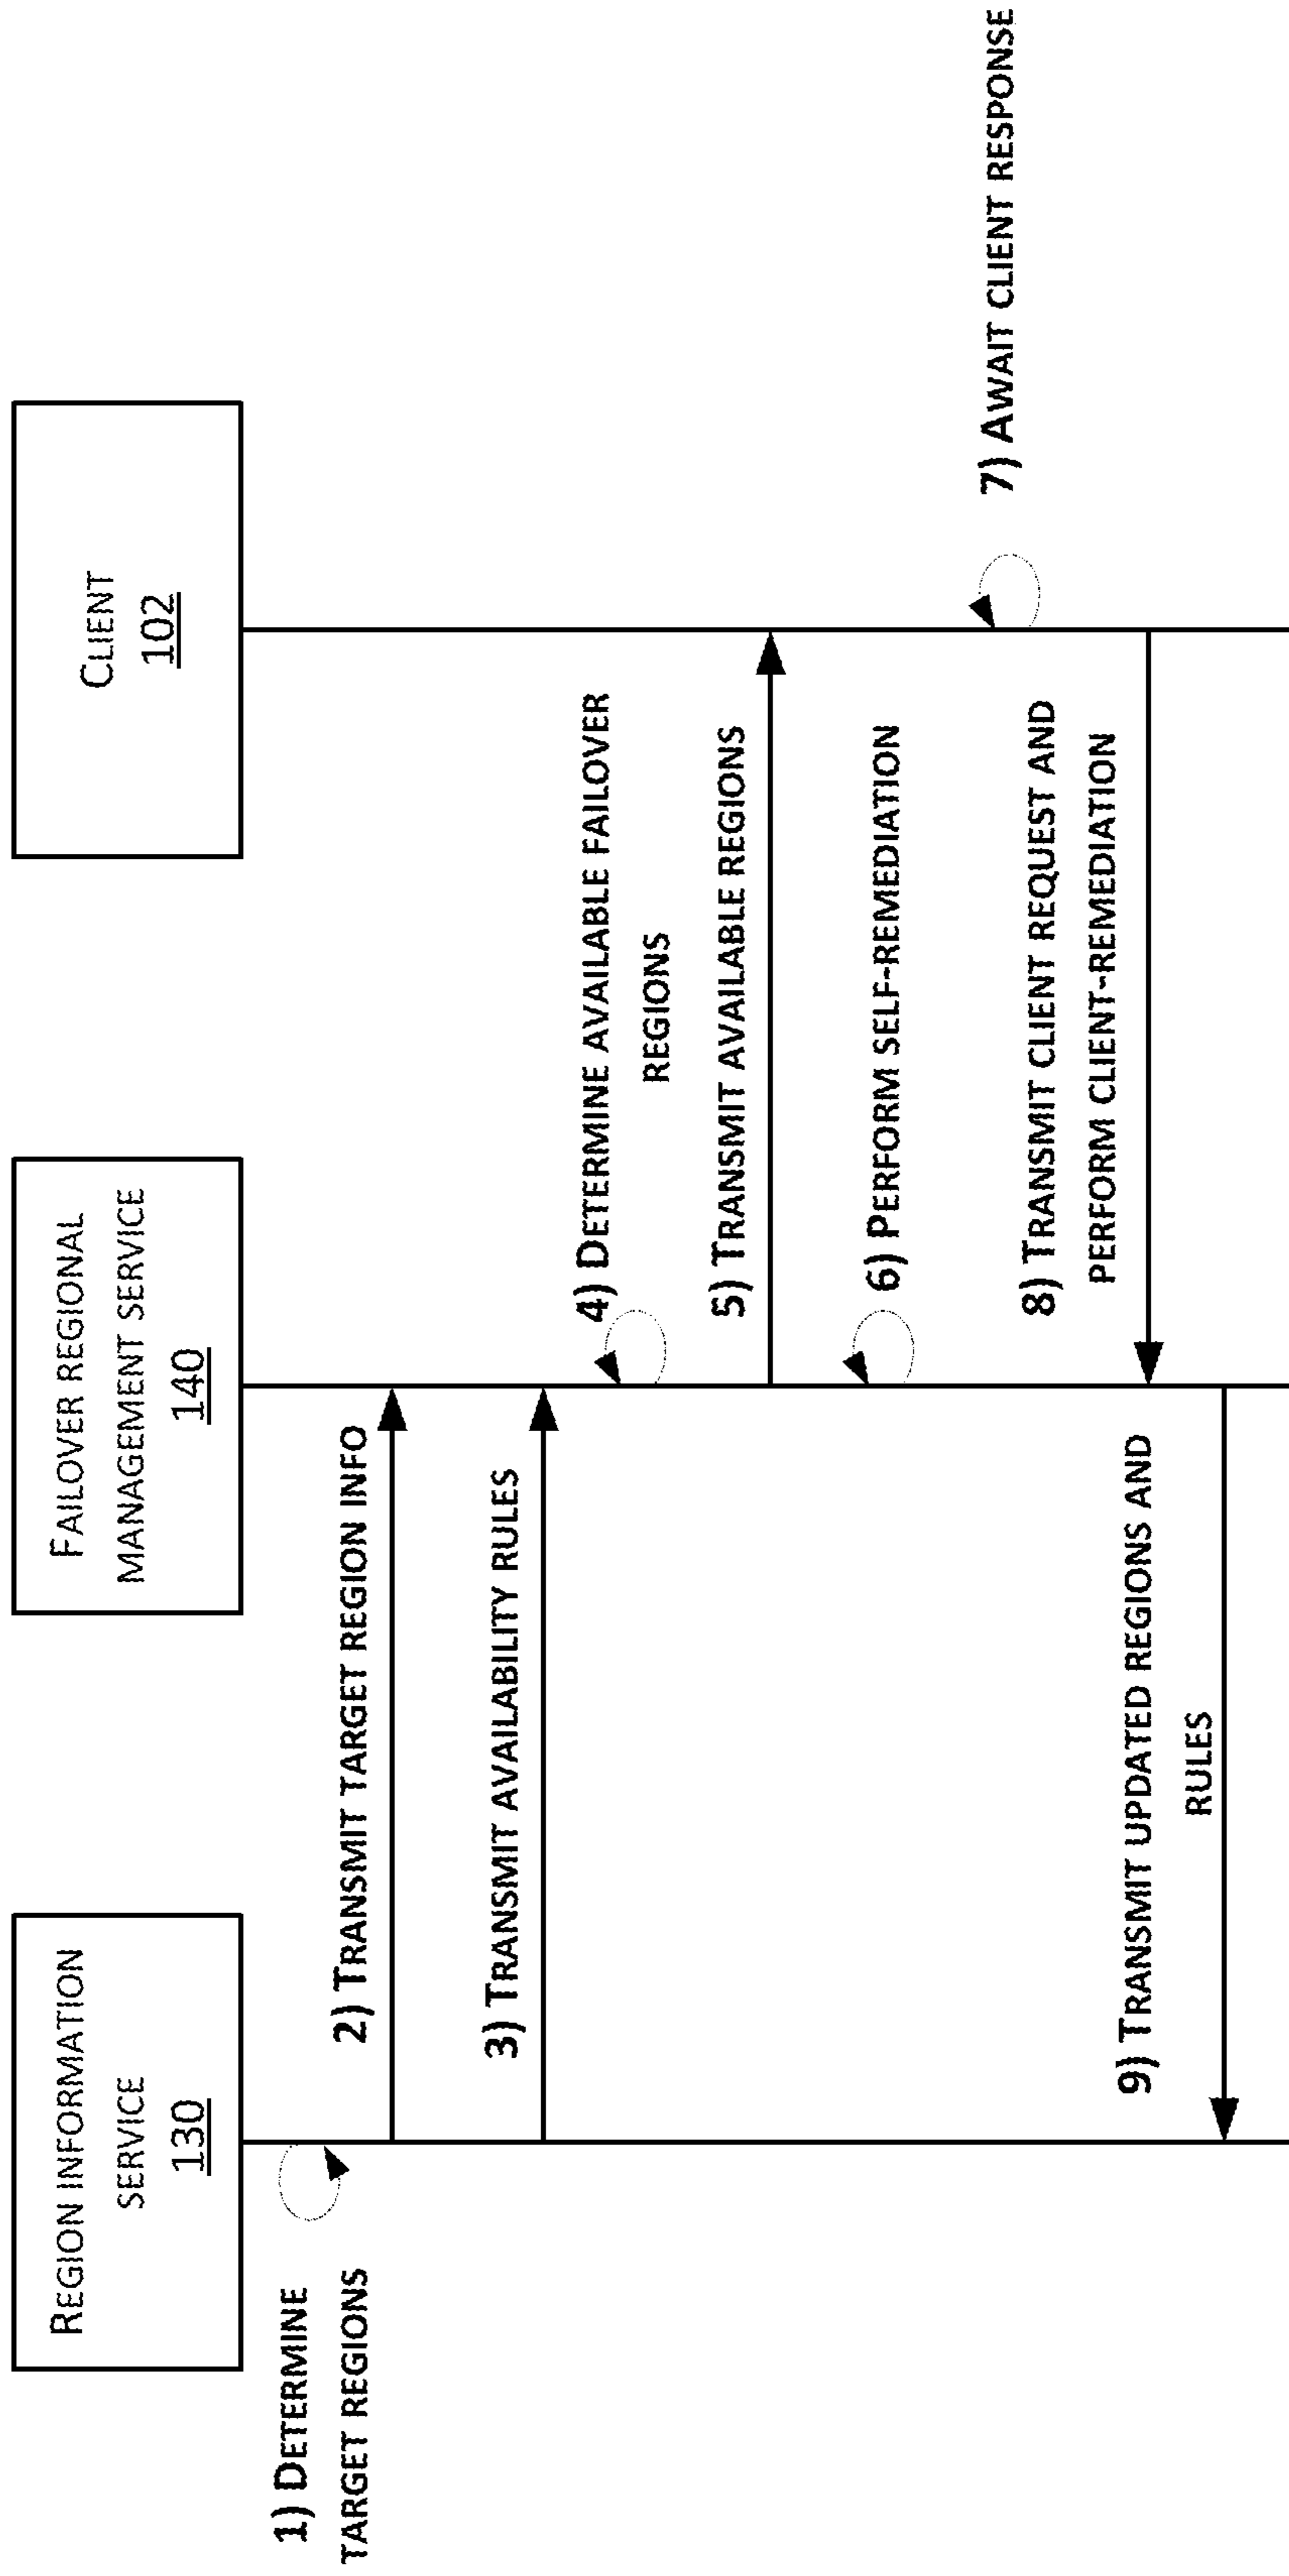 REGION INFORMATION
SERVICE
130
FAILOVER REGIONAL
MANAGEMENT SERVICE
140
CLIENT
102
1) DETERMINE
TARGET REGIONS
2) TRANSMIT TARGET REGION INFO
3) TRANSMIT AVAILABILITY RULES
4) DETERMINE AVAILABLE FAILOVER
REGIONS
5) TRANSMIT AVAILABLE REGIONS
6) PERFORM SELF-REMEDIATION
7) AWAIT CLIENT RESPONSE
8) TRANSMIT CLIENT REQUEST AND
PERFORM CLIENT-REMEDIATION
9) TRANSMIT UPDATED REGIONS AND
RULES